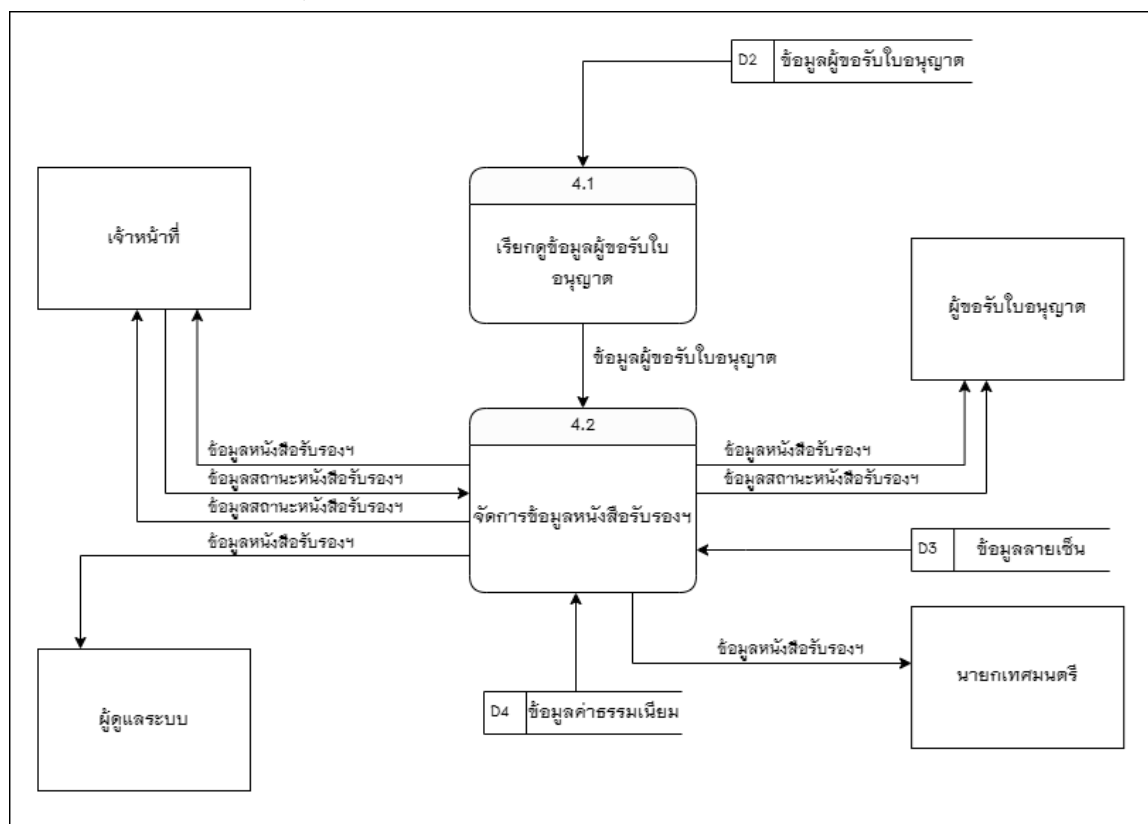 D2 ข้อมูลผู้ขอรับใบอนุญาต
4.1
เรียกดูข้อมูลผู้ขอรับใบ
อนุญาต
เจ้าหน้าที่
ผู้ขอรับใบอนุญาต
ข้อมูลผู้ขอรับใบอนุญาต
4.2
จัดการข้อมูลหนังสือรับรองฯ
ข้อมูลหนังสือรับรองฯ
ข้อมูลสถานะหนังสือรับรองฯ
ข้อมูลสถานะหนังสือรับรองฯ
ข้อมูลหนังสือรับรองฯ
ข้อมูลหนังสือรับรองฯ
ข้อมูลสถานะหนังสือรับรองฯ
D3 ข้อมูลลายเซ็น
ข้อมูลหนังสือรับรองฯ
นายกเทศมนตรี
ผู้ดูแลระบบ
D4 ข้อมูลค่าธรรมเนียม